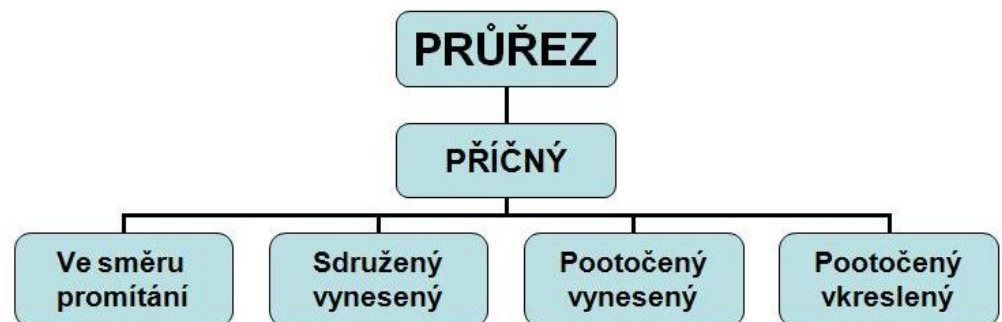 PRŮŘEZ
PŘÍČNÝ
Ve směru
promítání
Sdružený
vynesený
Pootočený
vynesený
Pootočený
vkreslený